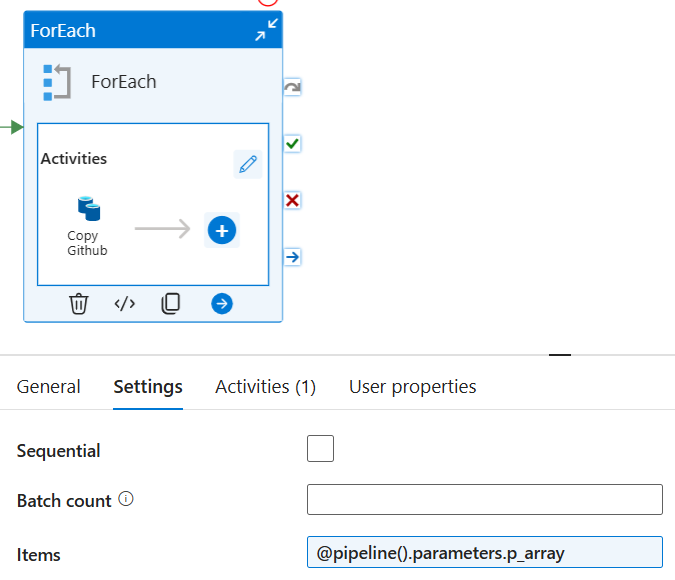 ForEach
ForEach
Activities
Copy
Github
General
Settings
Activities (1)
User properties
Sequential
Batch count
Items
@pipeline().parameters.p_array